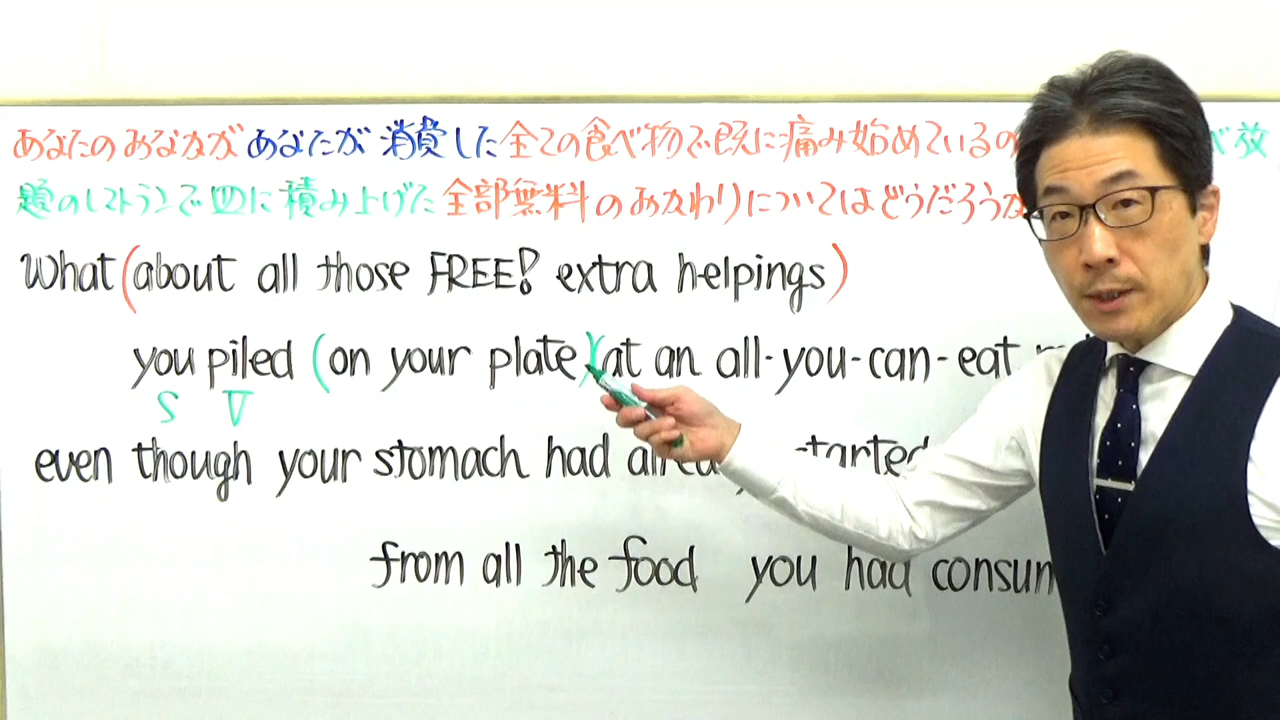 あなたのおなかがあなたが消費した全ての食べ物で既に痛み始めているの べ放
題のレストランで皿に積み上げた全部無料のおかわりについてはどうだろうか
What (about all those FREE! extra helpings)
you piled (on your plate)(at an all-you-can-eat
S V
even though your stomach had already started
from all the food you had